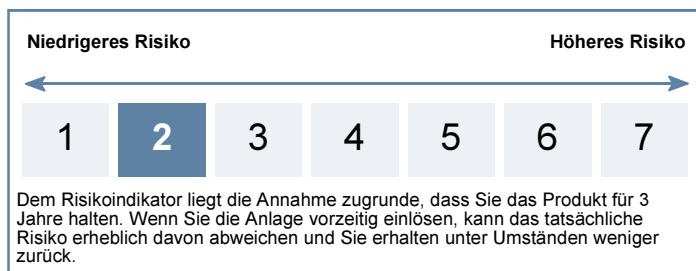 Niedrigeres Risiko Höheres Risiko
1 2 3 4 5 6 7
Dem Risikoindikator liegt die Annahme zugrunde, dass Sie das Produkt für 3
Jahre halten. Wenn Sie die Anlage vorzeitig einlösen, kann das tatsächliche
Risiko erheblich davon abweichen und Sie erhalten unter Umständen weniger
zurück.